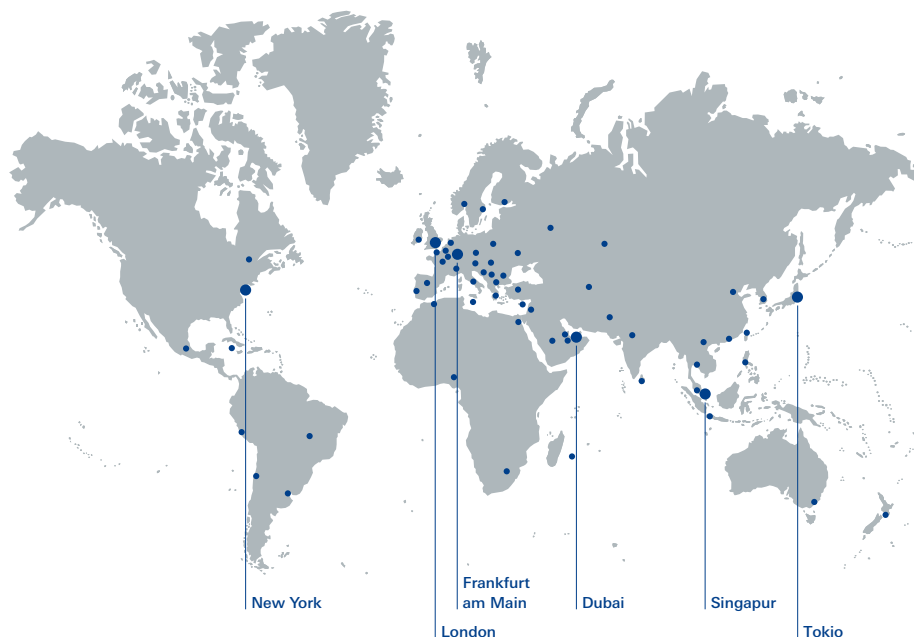 New York
London
Frankfurt
am Main
Dubai
Singapur
Tokio